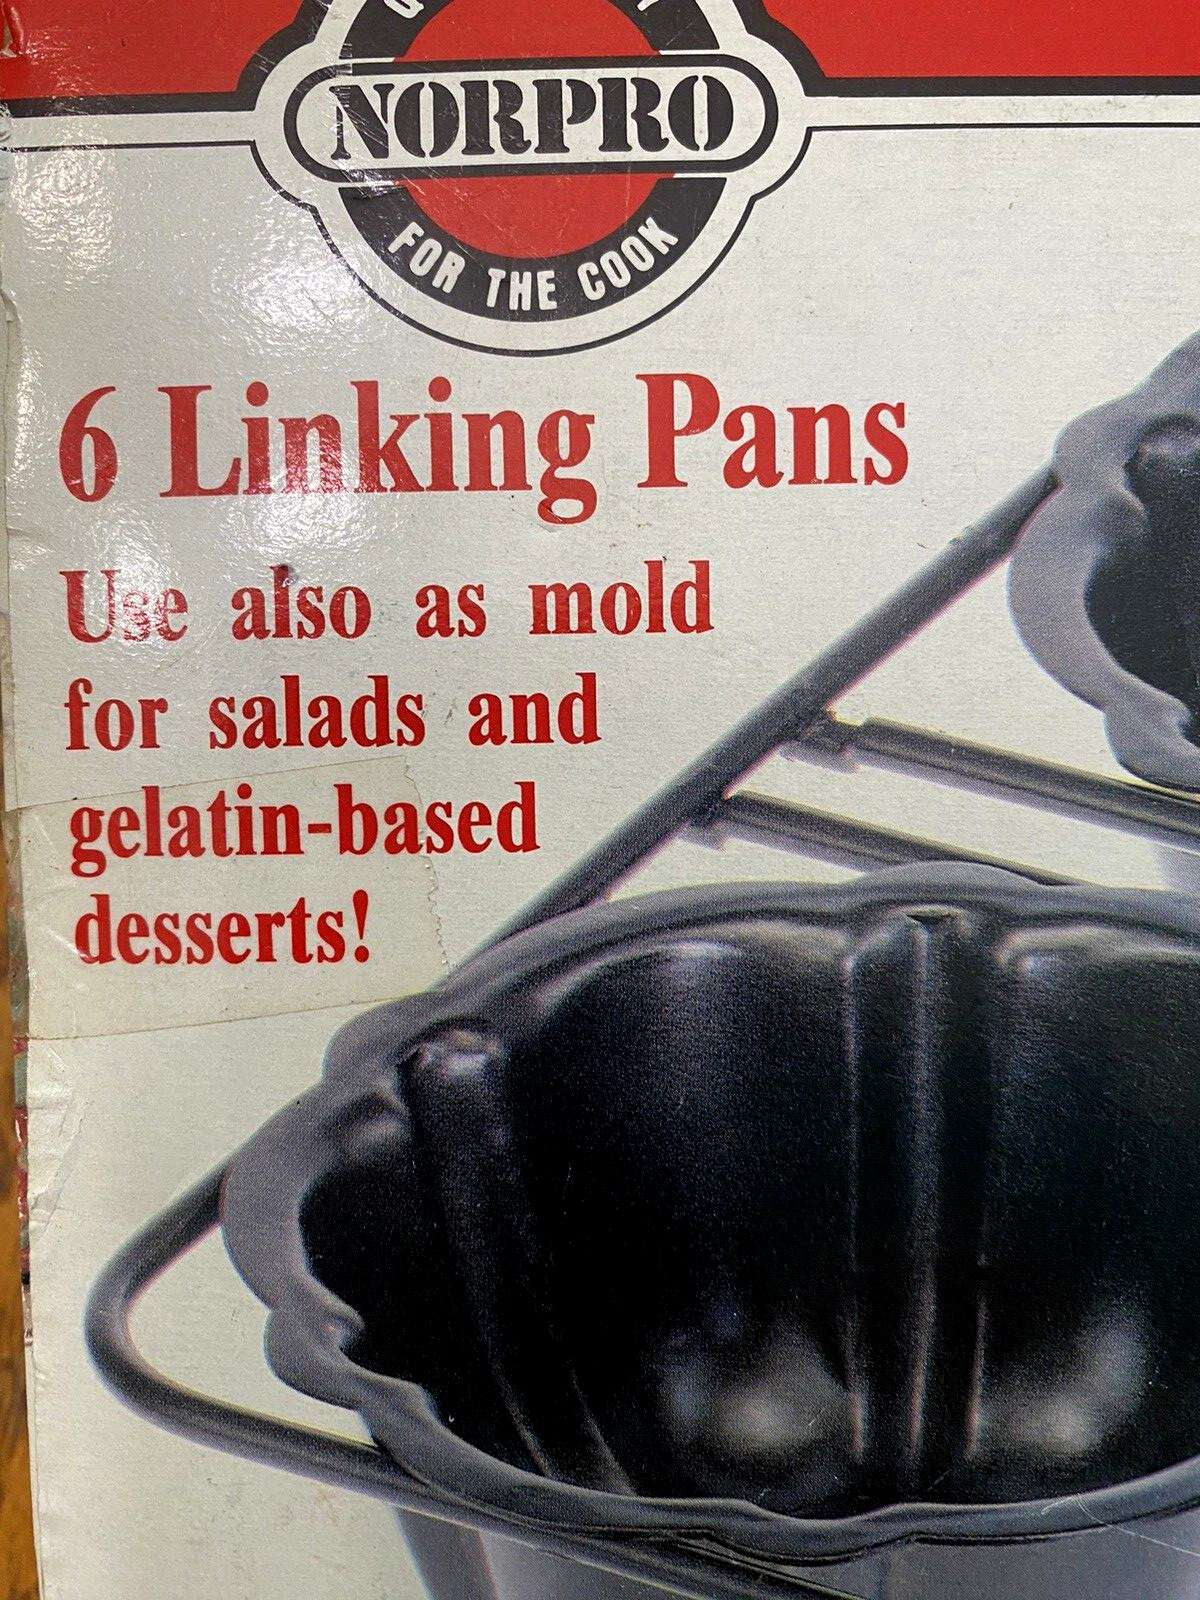 NORPRO
FOR THE COOK
6 Linking Pans
Use also as mold
for salads and
gelatin-based
desserts!